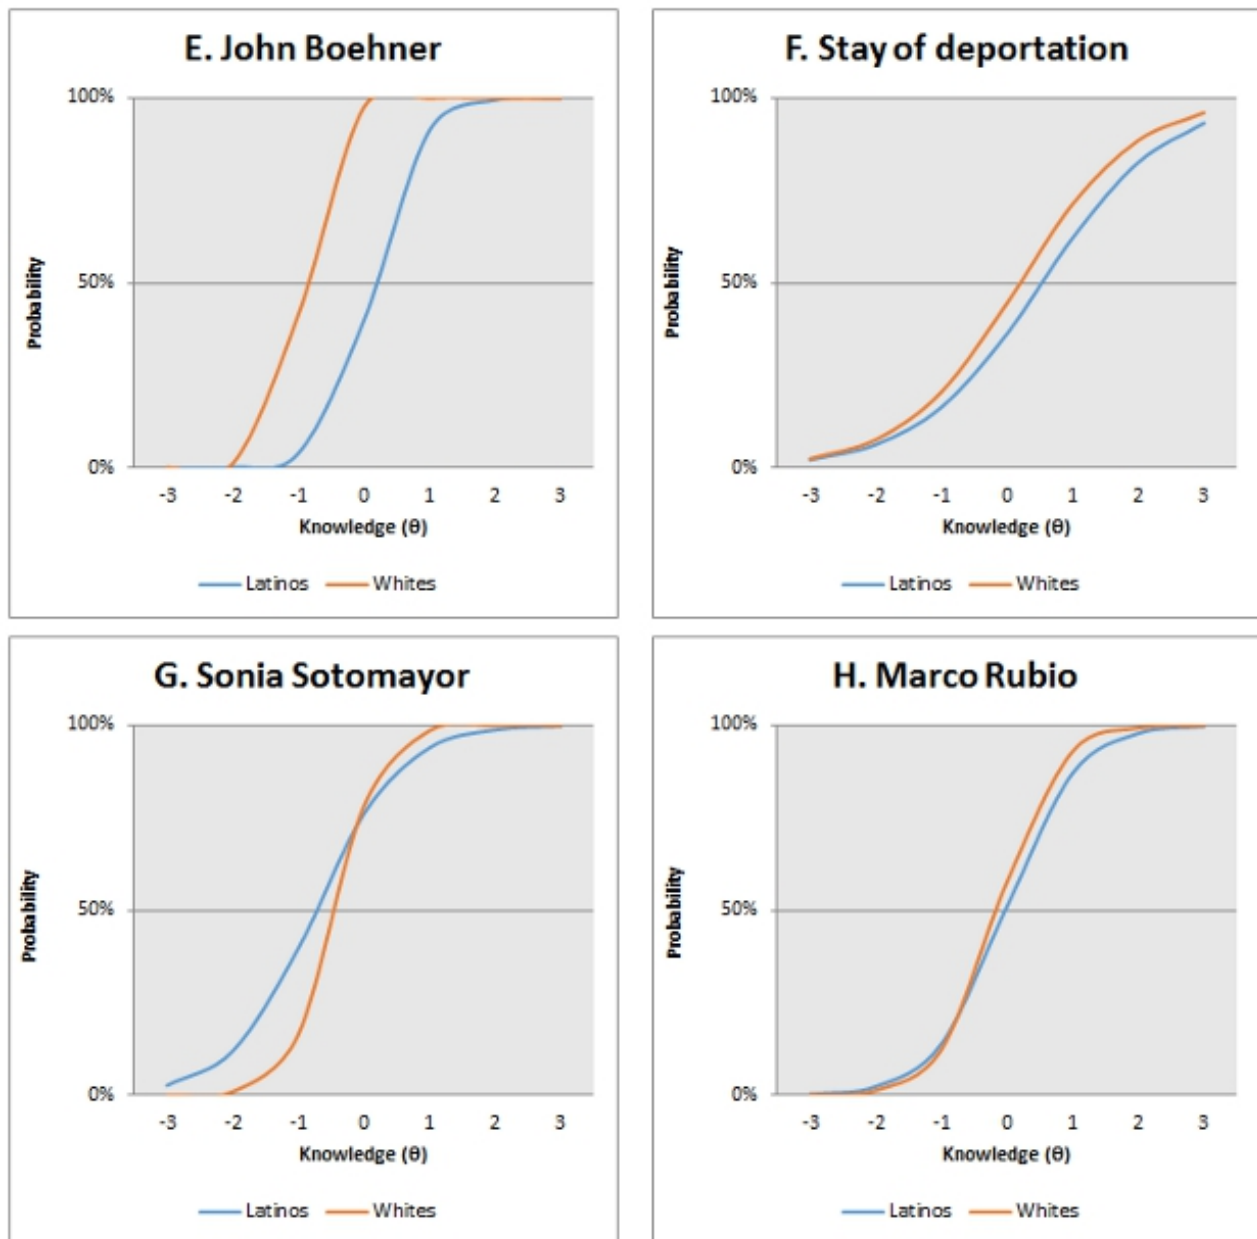 E. John Boehner
100%
50%
0%
Probability
-3 -2 -1 0 1 2 3
Knowledge (θ)
Latinos Whites
F. Stay of deportation
100%
50%
0%
Probability
-3 -2 -1 0 1 2 3
Knowledge (θ)
Latinos Whites
G. Sonia Sotomayor
100%
50%
0%
Probability
-3 -2 -1 0 1 2 3
Knowledge (θ)
Latinos Whites
H. Marco Rubio
100%
50%
0%
Probability
-3 -2 -1 0 1 2 3
Knowledge (θ)
Latinos Whites